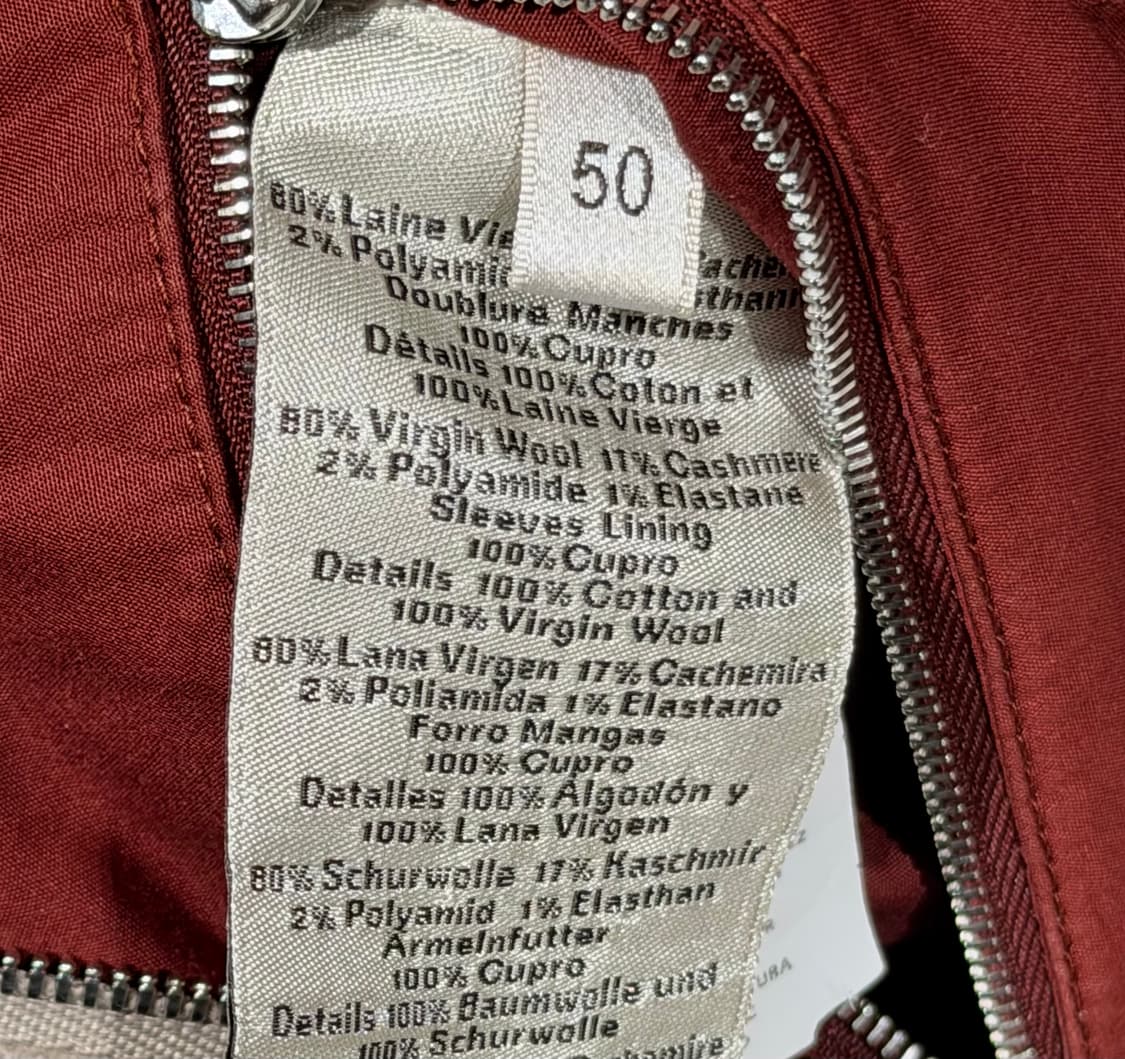 50
80% Laine
2%
Doublure Manches
100% Cupro
Détails 100% Coton et
100% Laine Vierge
80% Virgin Wool 17% Cashmere
2% Polyamide 1% Elastane
Sleeves Lining
100% Cupro
Details 100% Cotton and
100% Virgin Wool
80% Lana Virgen 17% Cachemira
2% Poliamida 1% Elastano
Forro Mangas
100% Cupro
Detalles 100% Algodón y
100% Lana Virgen
80% Schurwolle 17% Kaschmir
2% Polyamid 1% Elasthan
Ärmelnfutter
100% Cupro
Details 100% Baumwolle und
100% Schurwolle